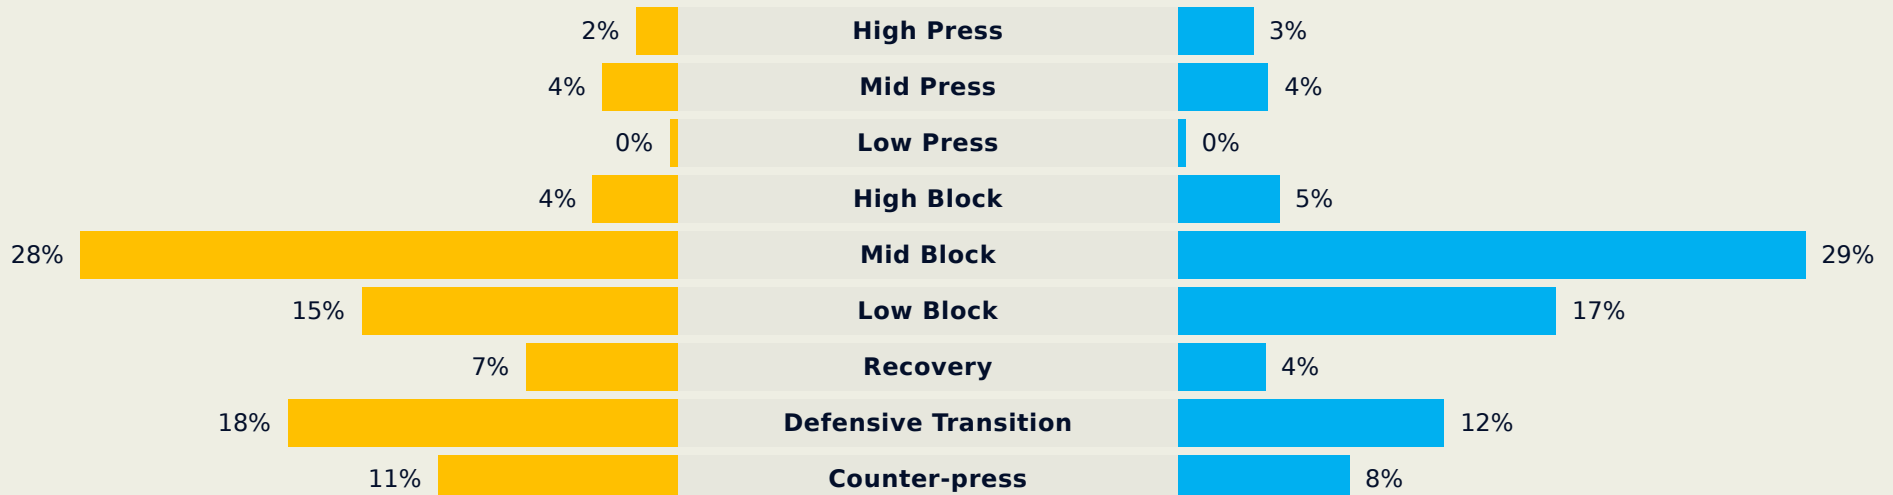 2% High Press 3%
4% Mid Press 4%
0% Low Press 0%
4% High Block 5%
28% Mid Block 29%
15% Low Block 17%
7% Recovery 4%
18% Defensive Transition 12%
11% Counter-press 8%